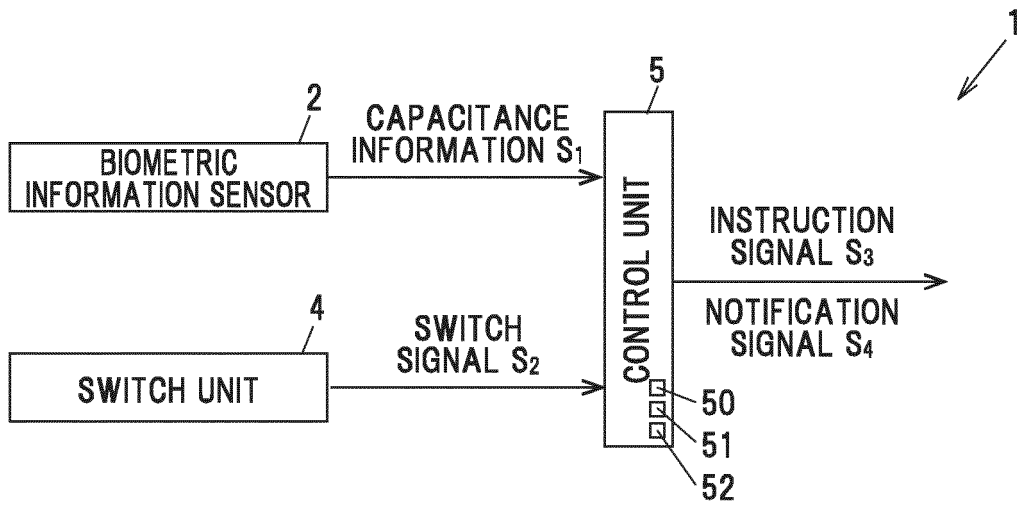 1
2
BIOMETRIC
INFORMATION SENSOR
CAPACITANCE
INFORMATION S1
5
CONTROL UNIT
INSTRUCTION
SIGNAL S3
NOTIFICATION
SIGNAL S4
4
SWITCH UNIT
SWITCH
SIGNAL S2
50
51
52